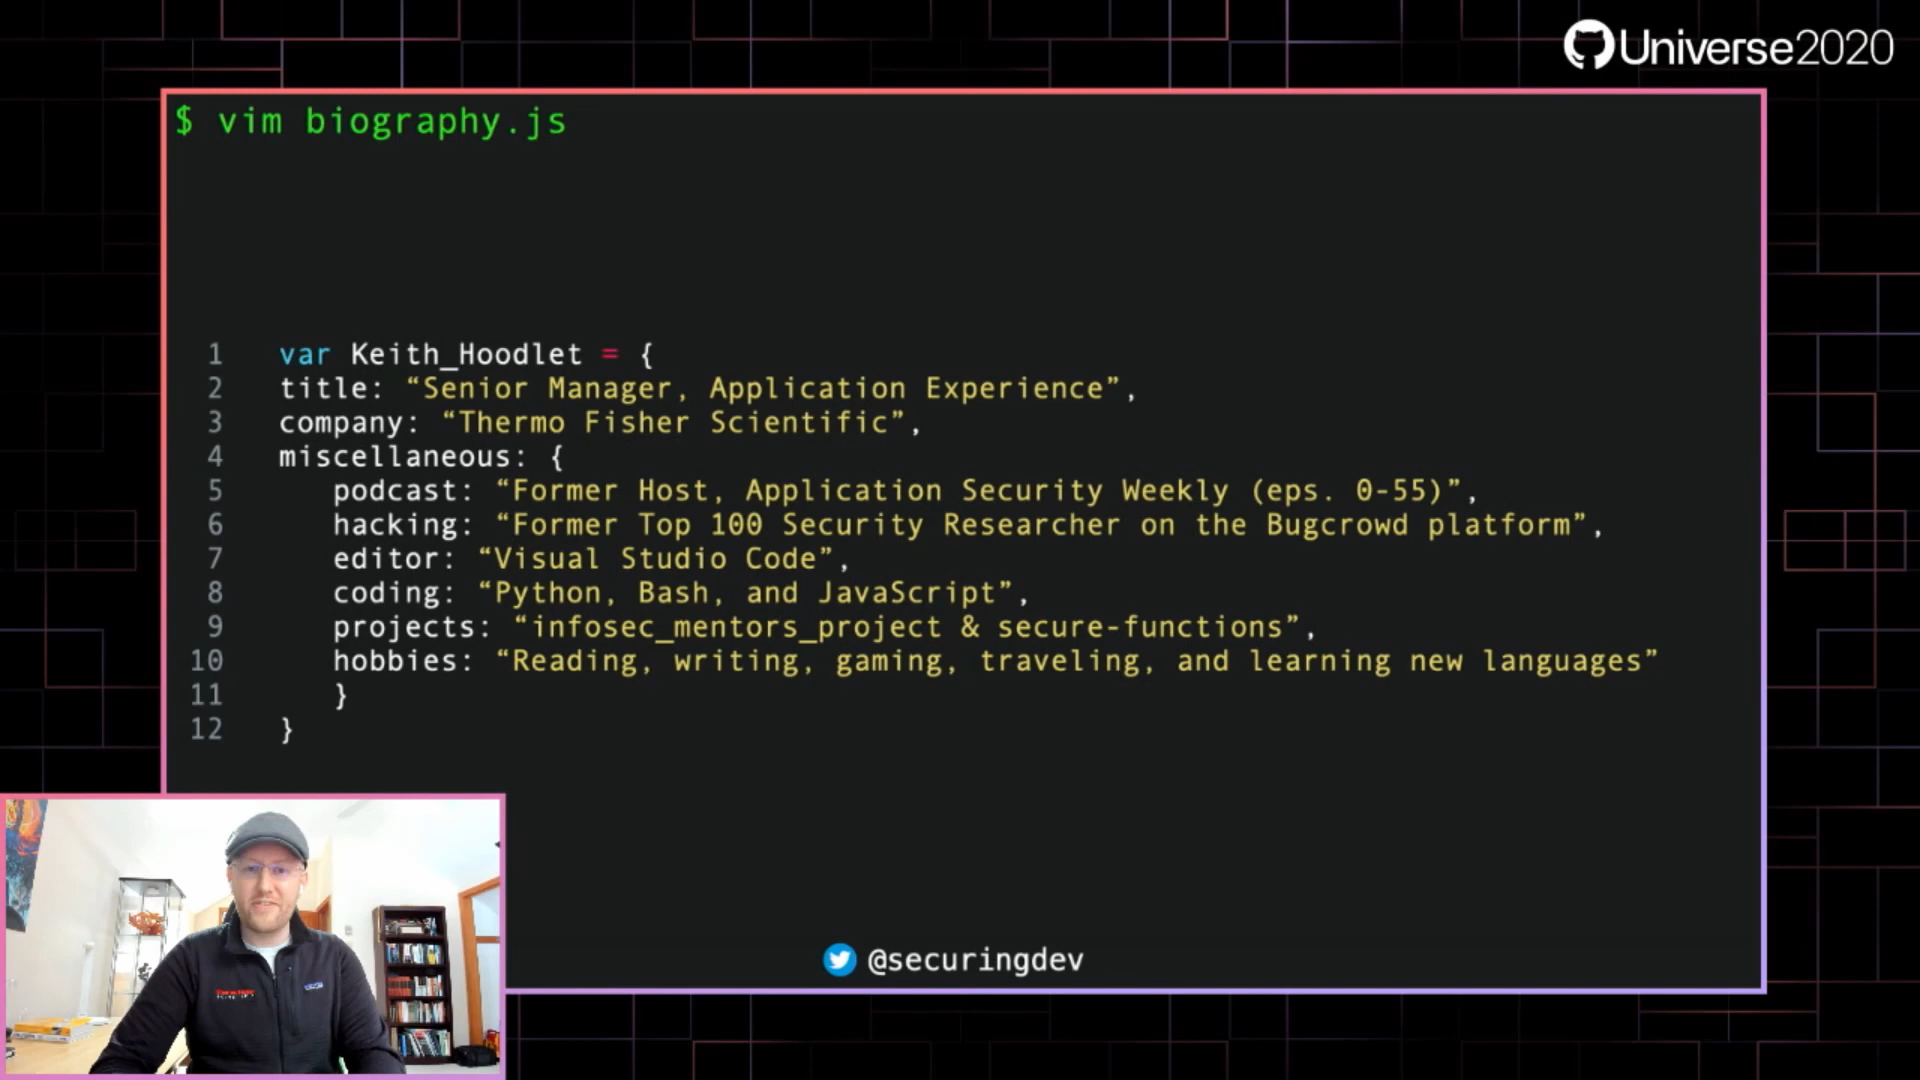 Universe2020
$ vim biography.js
1 var Keith_Hoodlet = {
2 title: “Senior Manager, Application Experience”,
3 company: “Thermo Fisher Scientific”,
4 miscellaneous: {
5 podcast: “Former Host, Application Security Weekly (eps. 0-55)”,
6 hacking: “Former Top 100 Security Researcher on the Bugcrowd platform”,
7 editor: “Visual Studio Code”,
8 coding: “Python, Bash, and JavaScript”,
9 projects: “infosec_mentors_project & secure-functions”,
10 hobbies: “Reading, writing, gaming, traveling, and learning new languages”
11 }
12 }
@securingdev